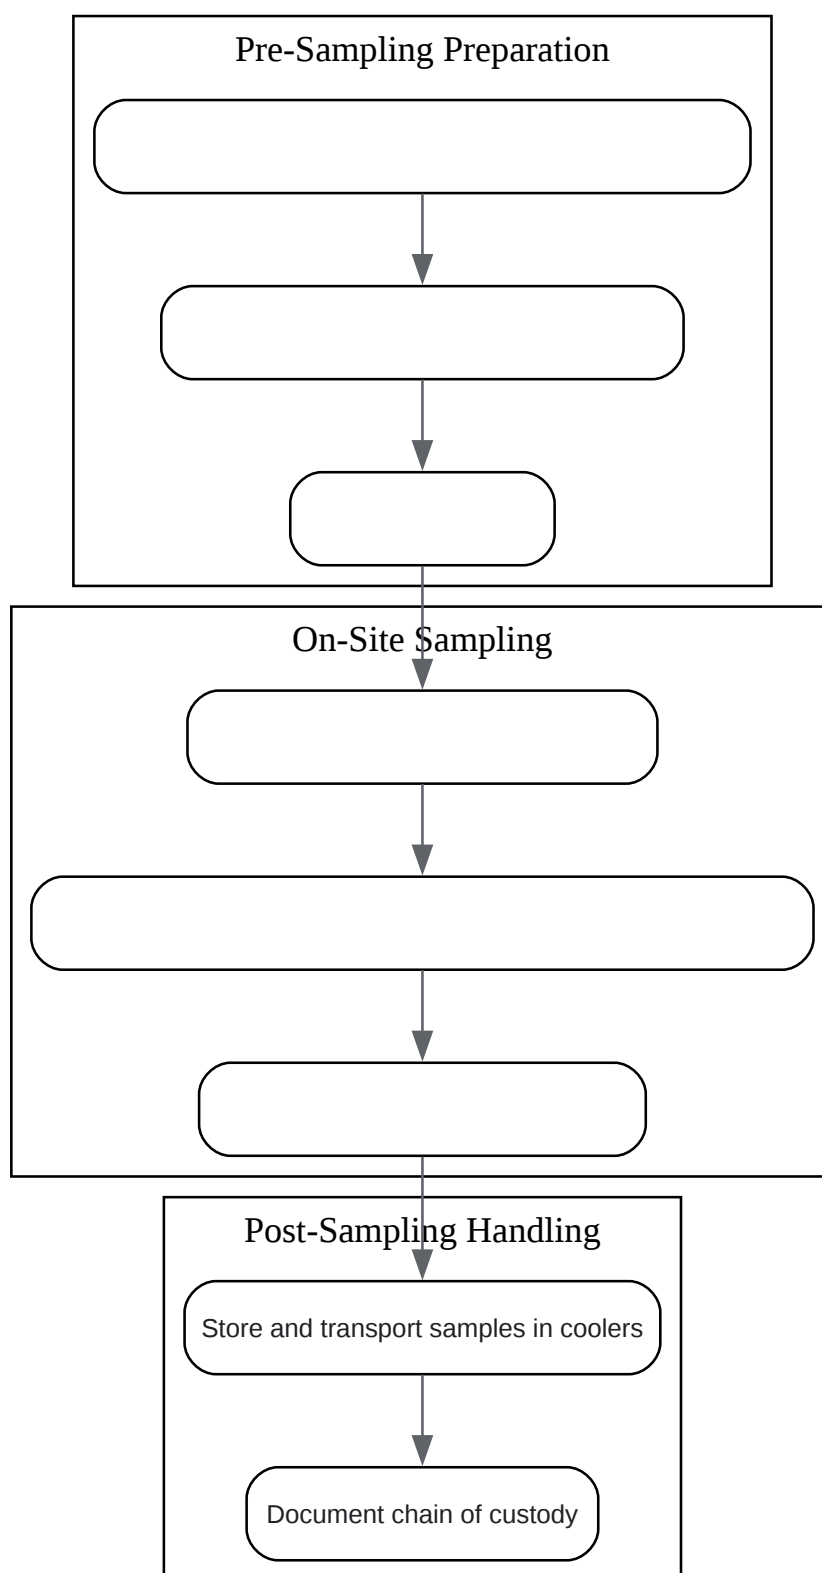 Pre-Sampling Preparation
On-Site Sampling
Post-Sampling Handling
Store and transport samples in coolers
Document chain of custody